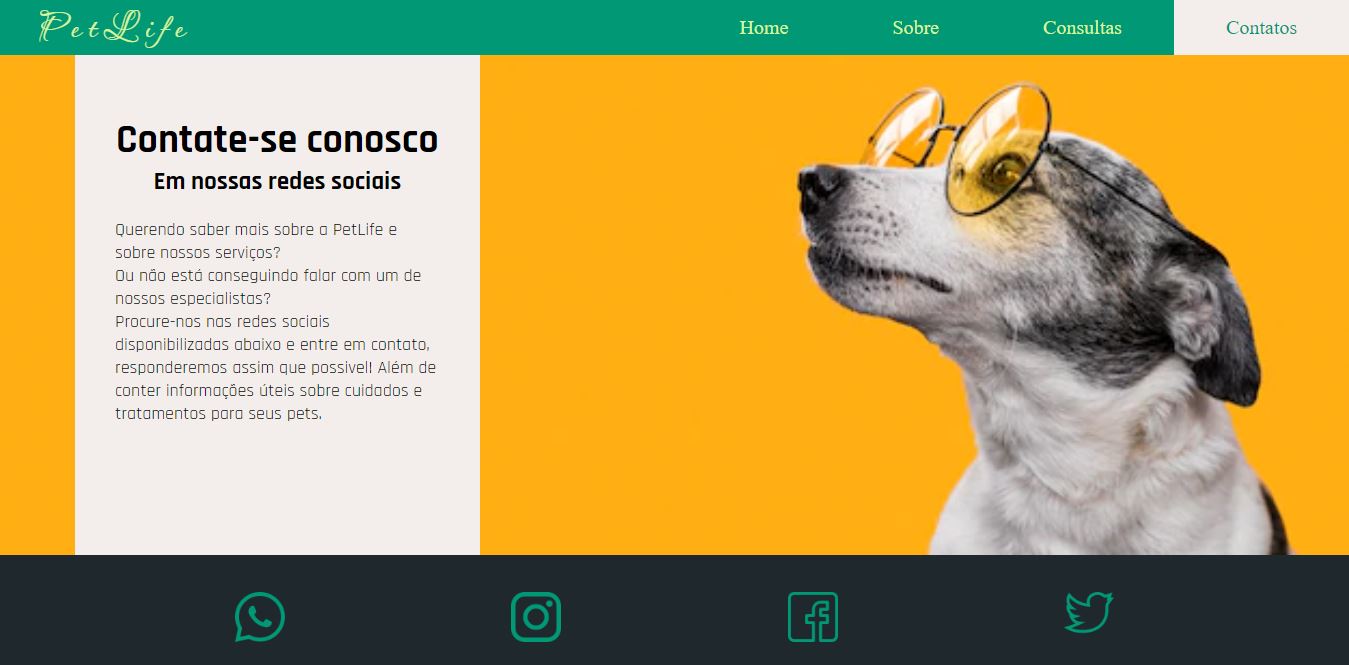 PetLife
Home
Sobre
Consultas
Contatos
Contate-se conosco
Em nossas redes sociais
Querendo saber mais sobre a PetLife e
sobre nossos serviços?
Ou não está conseguindo falar com um de
nossos especialistas?
Procure-nos nas redes sociais
disponibilizadas abaixo e entre em contato,
responderemos assim que possivel! Além de
conter informações úteis sobre cuidados e
tratamentos para seus pets.